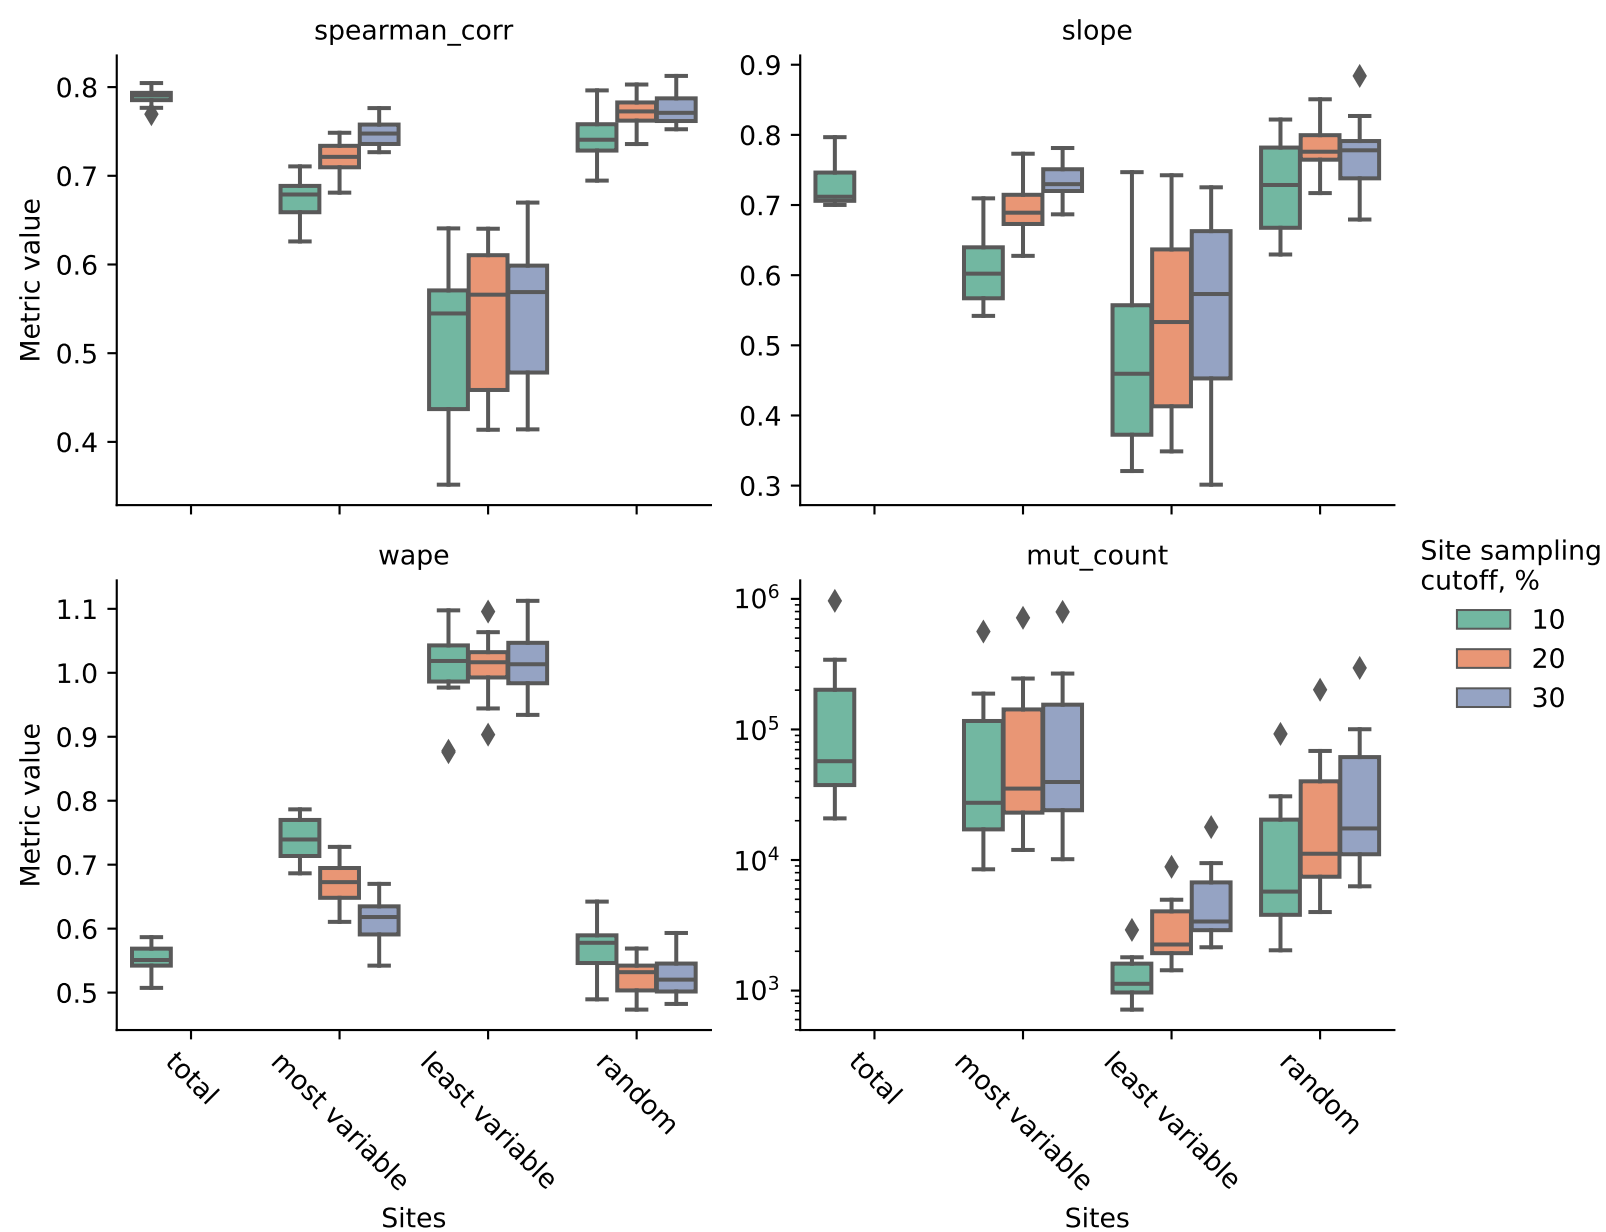 spearman_corr
Metric value
0.8
0.7
0.6
0.5
0.4
slope
0.9
0.8
0.7
0.6
0.5
0.4
0.3
wape
Metric value
1.1
1.0
0.9
0.8
0.7
0.6
0.5
total
most variable
least variable
random
Sites
mut_count
10⁶
10⁵
10⁴
10³
total
most variable
least variable
random
Sites
Site sampling
cutoff, %
10
20
30